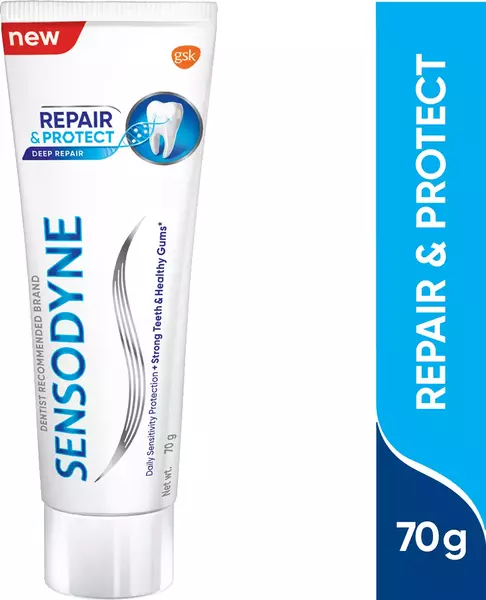 new
gsk
REPAIR
& PROTECT
DEEP REPAIR
DENTIST RECOMMENDED BRAND
SENSODYNE
Daily Sensitivity Protection + Strong Teeth & Healthy Gums*
Net wt. 70 g
REPAIR & PROTECT
70g